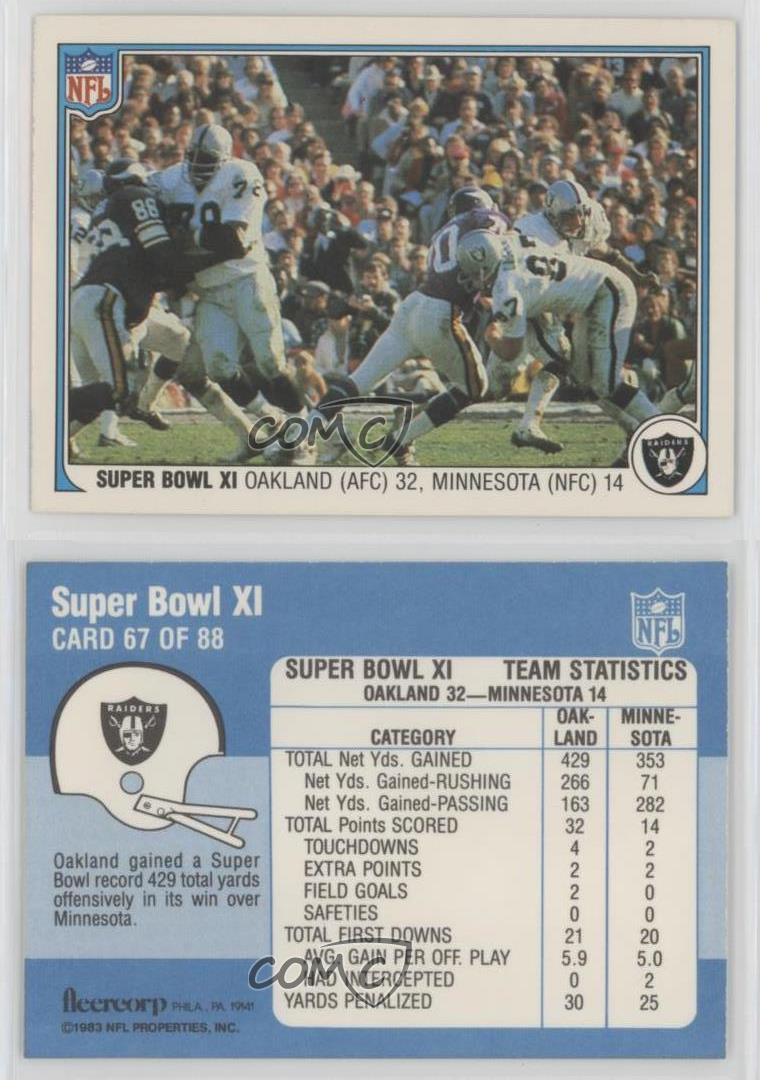 NFL
88
78
COMC
SUPER BOWL XI OAKLAND (AFC) 32, MINNESOTA (NFC) 14
RAIDERS
Super Bowl XI
CARD 67 OF 88
NFL
RAIDERS
SUPER BOWL XI TEAM STATISTICS
OAKLAND 32—MINNESOTA 14
CATEGORY OAK-LAND MINNE-SOTA
TOTAL Net Yds. GAINED 429 353
Net Yds. Gained-RUSHING 266 71
Net Yds. Gained-PASSING 163 282
TOTAL Points SCORED 32 14
TOUCHDOWNS 4 2
EXTRA POINTS 2 2
FIELD GOALS 2 0
SAFETIES 0 0
TOTAL FIRST DOWNS 21 20
AVG. GAIN PER OFF. PLAY 5.9 5.0
HAD INTERCEPTED 0 2
YARDS PENALIZED 30 25
Oakland gained a Super
Bowl record 429 total yards
offensively in its win over
Minnesota.
COMC
fleercorp PHILA., PA. 19141
©1983 NFL PROPERTIES, INC.